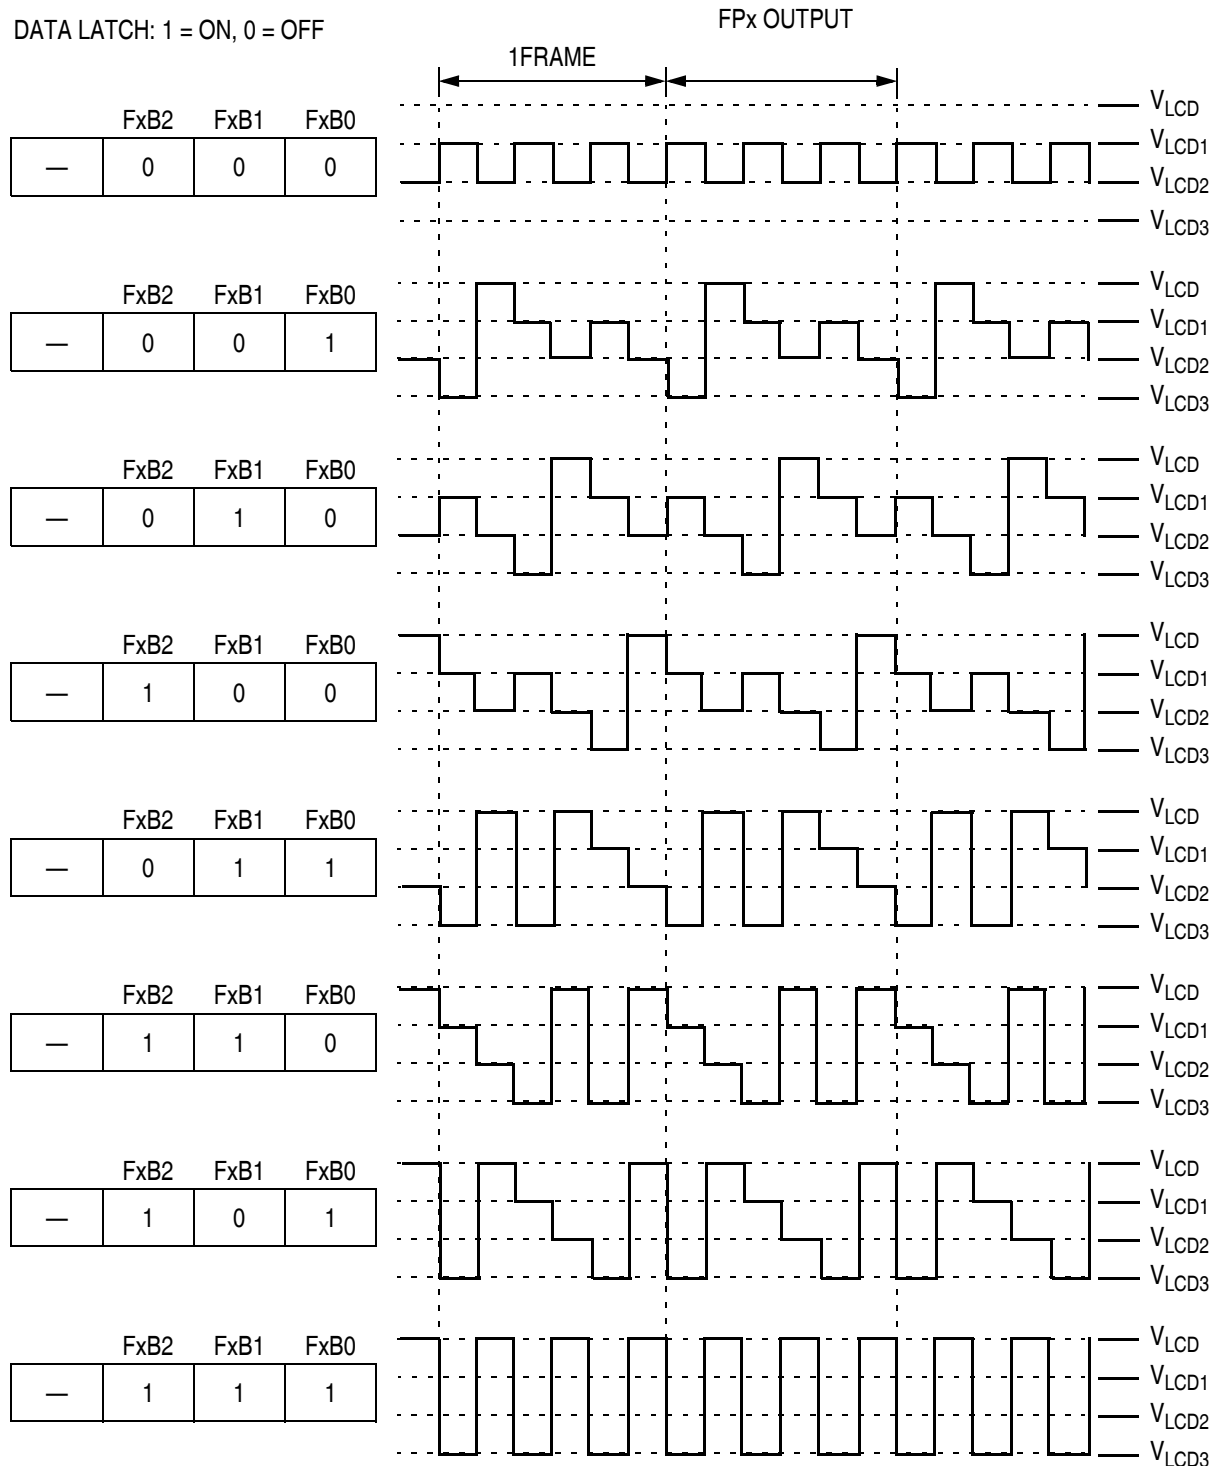 DATA LATCH: 1 = ON, 0 = OFF
FPx OUTPUT
1FRAME
FxB2 FxB1 FxB0
— 0 0 0
VLCD
VLCD1
VLCD2
VLCD3
FxB2 FxB1 FxB0
— 0 0 1
VLCD
VLCD1
VLCD2
VLCD3
FxB2 FxB1 FxB0
— 0 1 0
VLCD
VLCD1
VLCD2
VLCD3
FxB2 FxB1 FxB0
— 1 0 0
VLCD
VLCD1
VLCD2
VLCD3
FxB2 FxB1 FxB0
— 0 1 1
VLCD
VLCD1
VLCD2
VLCD3
FxB2 FxB1 FxB0
— 1 1 0
VLCD
VLCD1
VLCD2
VLCD3
FxB2 FxB1 FxB0
— 1 0 1
VLCD
VLCD1
VLCD2
VLCD3
FxB2 FxB1 FxB0
— 1 1 1
VLCD
VLCD1
VLCD2
VLCD3